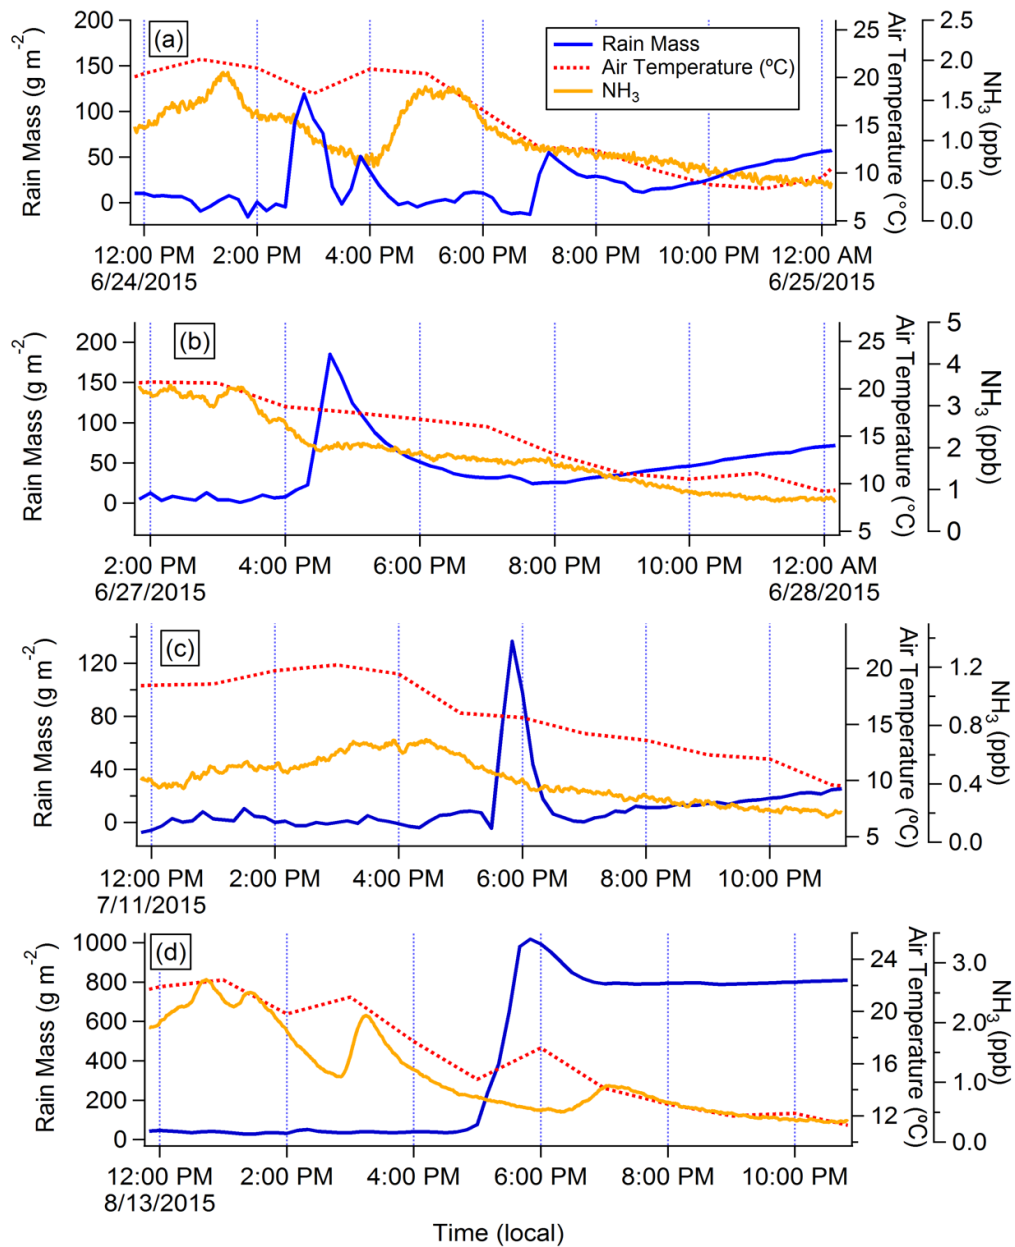 (a)
Rain Mass (g m-2)
200
150
100
50
0
Rain Mass
Air Temperature (ºC)
NH3
25
20
15
10
5
Air Temperature (°C)
2.5
2.0
1.5
1.0
0.5
0.0
NH3 (ppb)
12:00 PM 2:00 PM 4:00 PM 6:00 PM 8:00 PM 10:00 PM 12:00 AM
6/24/2015 6/25/2015
(b)
Rain Mass (g m-2)
200
150
100
50
0
25
20
15
10
5
Air Temperature (°C)
5
4
3
2
1
0
NH3 (ppb)
2:00 PM 4:00 PM 6:00 PM 8:00 PM 10:00 PM 12:00 AM
6/27/2015 6/28/2015
(c)
Rain Mass (g m-2)
120
80
40
0
20
15
10
5
Air Temperature (ºC)
1.2
0.8
0.4
0.0
NH3 (ppb)
12:00 PM 2:00 PM 4:00 PM 6:00 PM 8:00 PM 10:00 PM
7/11/2015
(d)
Rain Mass (g m-2)
1000
800
600
400
200
0
24
20
16
12
Air Temperature (ºC)
3.0
2.0
1.0
0.0
NH3 (ppb)
12:00 PM 2:00 PM 4:00 PM 6:00 PM 8:00 PM 10:00 PM
8/13/2015
Time (local)